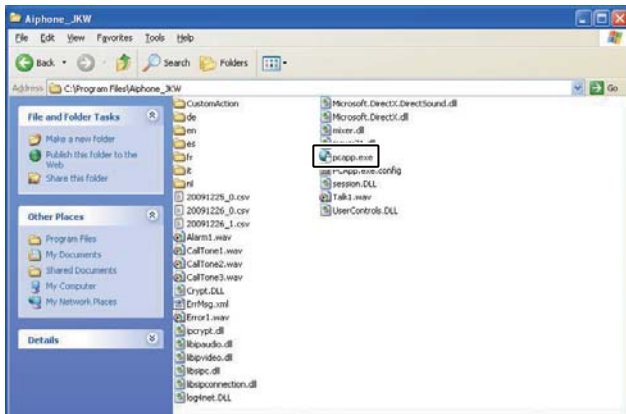 Aiphone_JKW
File Edit View Favorites Tools Help
Back Search Folders
Address C:\Program Files\Aiphone_JKW Go
File and Folder Tasks
Make a new folder
Publish this folder to the
Web
Share this folder
Other Places
Program Files
My Documents
Shared Documents
My Computer
My Network Places
Details
CustomAction
de
en
es
fr
it
nl
20091225_0.csv
20091226_0.csv
20091226_1.csv
Alarm1.wav
CallTone1.wav
CallTone2.wav
CallTone3.wav
Crypt.DLL
ErrMsg.xml
Error1.wav
ipcrypt.dll
libipaudio.dll
libipvideo.dll
libsipc.dll
libsipconnection.dll
log4net.DLL
Microsoft.DirectX.DirectSound.dll
Microsoft.DirectX.dll
mixer.dll
pcapp.exe
PCApp.exe.config
session.DLL
Talk1.wav
UserControls.DLL